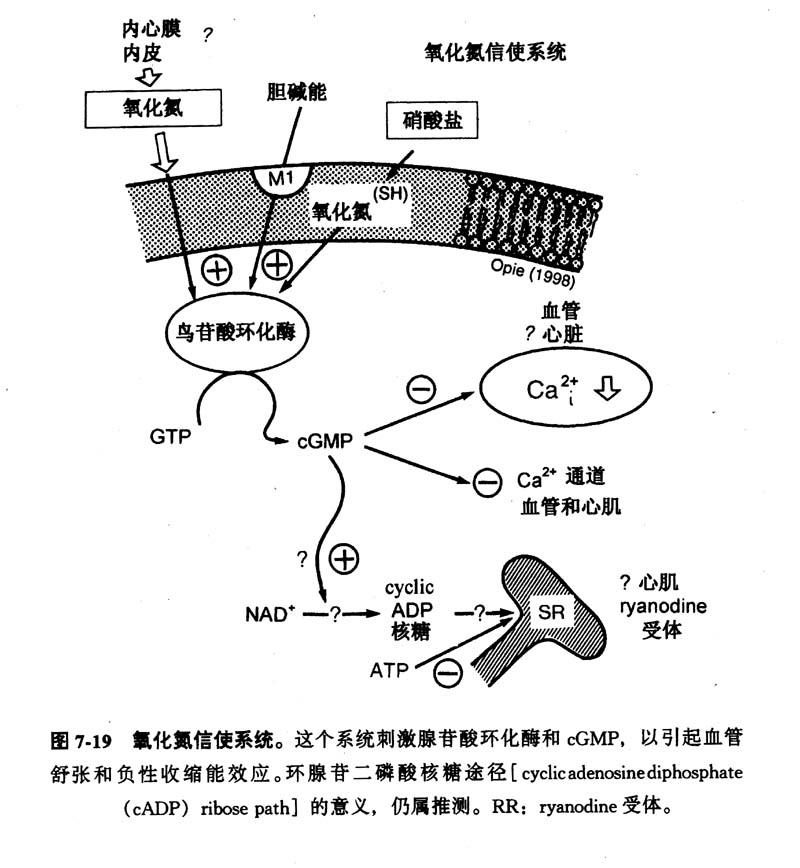 内心膜 ?
内皮
氧化氮信使系统
氧化氮
胆碱能
硝酸盐
M1
(SH)
氧化氮
Opie (1998)
+
+
鸟苷酸环化酶
血管
? 心脏
Ca²⁺i
−
GTP
cGMP
− Ca²⁺ 通道
血管和心肌
? +
cyclic
NAD⁺ —?→ ADP —?→ SR
核糖
? 心肌
ryanodine
受体
ATP −
图 7-19 氧化氮信使系统。这个系统刺激腺苷酸环化酶和 cGMP，以引起血管
舒张和负性收缩能效应。环腺苷二磷酸核糖途径[cyclic adenosine diphosphate
(cADP) ribose path] 的意义，仍属推测。RR：ryanodine 受体。